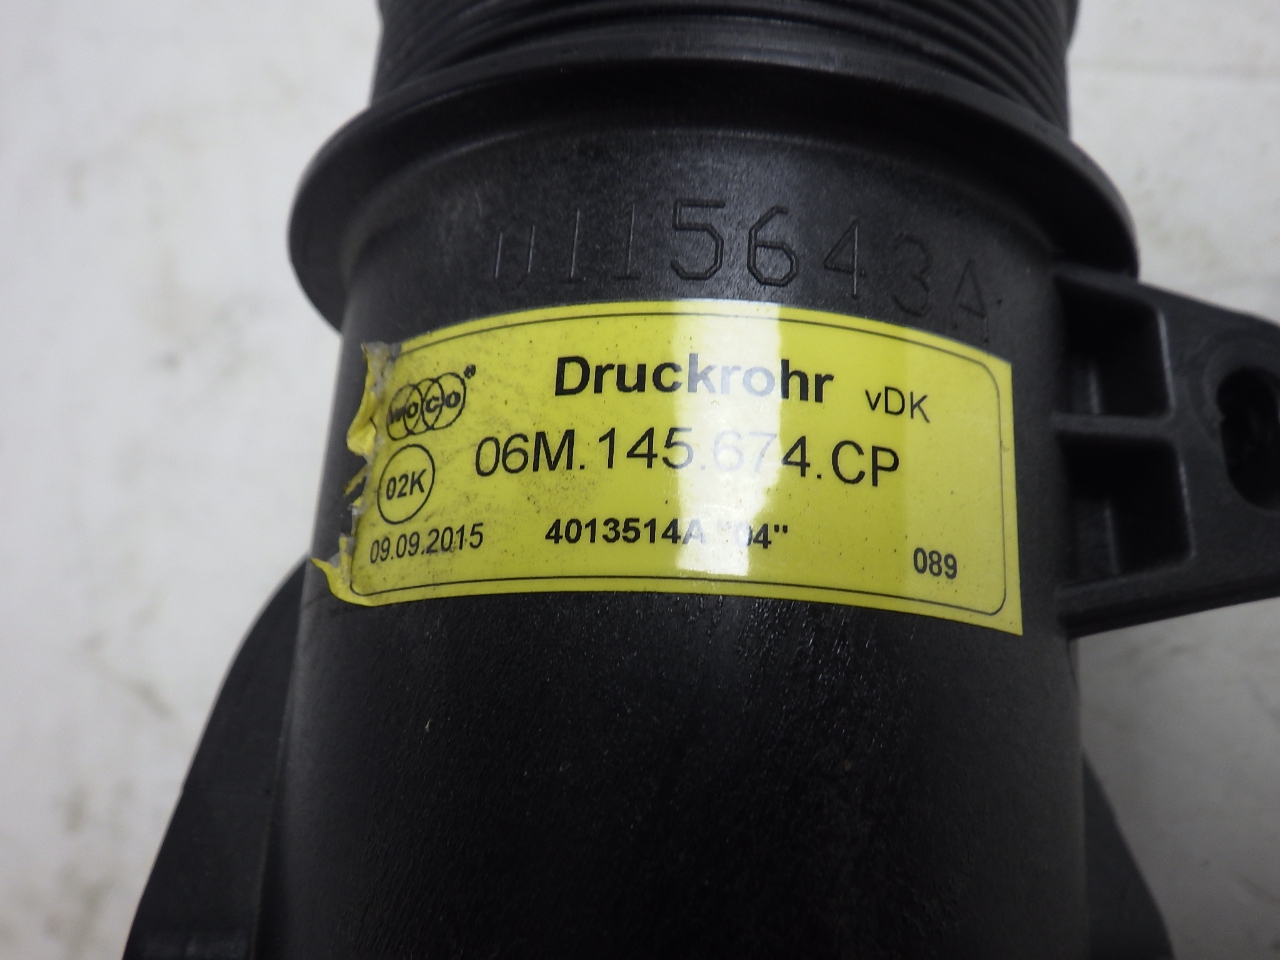 01156434
Druckrohr vDK
WOCO®
06M.145.674.CP
02K
09.09.2015 4013514A "04" 089